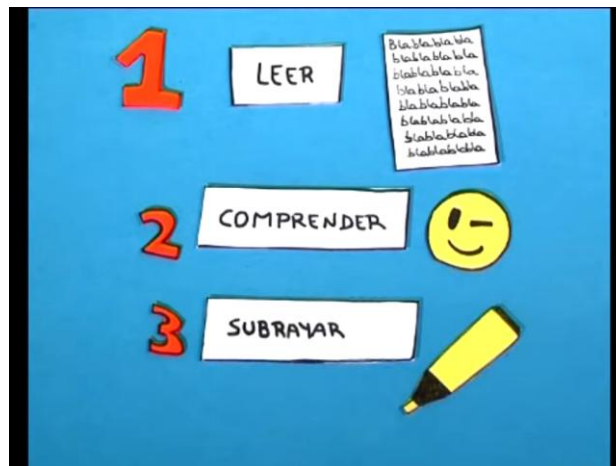 1 LEER
Blablablabla
blablablabla
blablablabla
blablablabla
blablablabla
blablablabla
blablablabla
blablablabla
2 COMPRENDER
3 SUBRAYAR